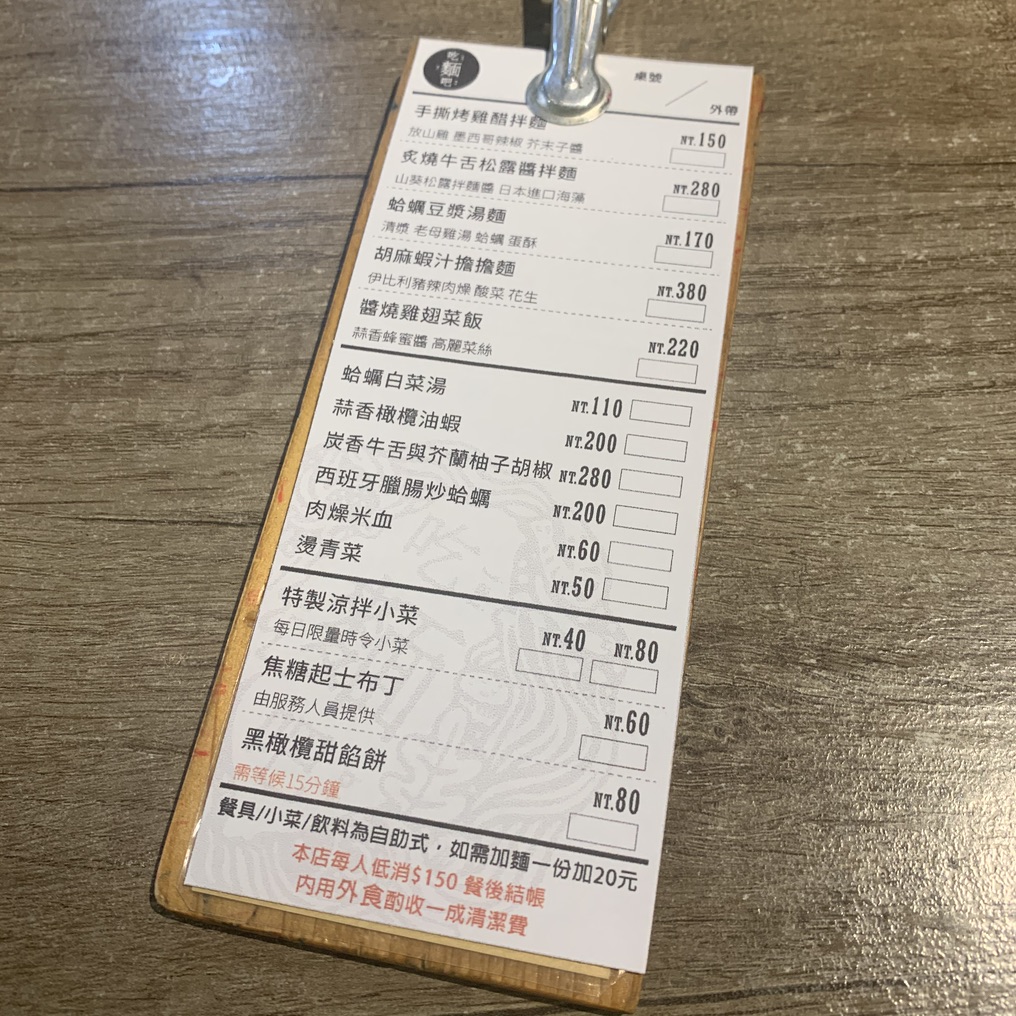 吃
麵
吧
桌號
外帶
手撕烤雞醋拌麵 NT.150
放山雞 墨西哥辣椒 芥末子醬
炙燒牛舌松露醬拌麵 NT.280
山葵松露拌麵醬 日本進口海藻
蛤蠣豆漿湯麵 NT.170
清漿 老母雞湯 蛤蠣 蛋酥
胡麻蝦汁擔擔麵 NT.380
伊比利豬辣肉燥 酸菜 花生
醬燒雞翅菜飯 NT.220
蒜香蜂蜜醬 高麗菜絲
蛤蠣白菜湯 NT.110
蒜香橄欖油蝦 NT.200
炭香牛舌與芥蘭柚子胡椒 NT.280
西班牙臘腸炒蛤蠣 NT.200
肉燥米血 NT.60
燙青菜 NT.50
特製涼拌小菜 NT.40 NT.80
每日限量時令小菜
焦糖起士布丁 NT.60
由服務人員提供
黑橄欖甜餡餅 NT.80
需等候15分鐘
餐具/小菜/飲料為自助式，如需加麵一份加20元
本店每人低消$150 餐後結帳
內用外食酌收一成清潔費